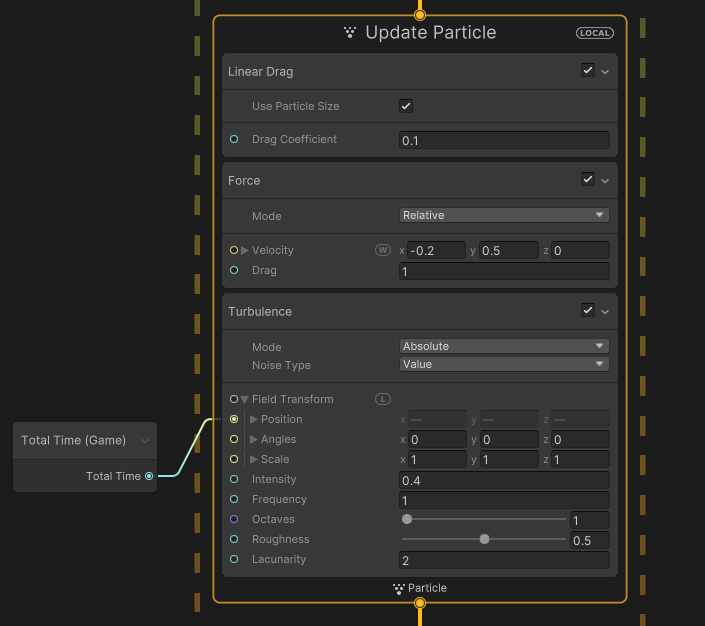 Update Particle LOCAL
Linear Drag
Use Particle Size
Drag Coefficient 0.1
Force
Mode Relative
Velocity W x -0.2 y 0.5 z 0
Drag 1
Turbulence
Mode Absolute
Noise Type Value
Field Transform L
Position x — y — z —
Angles x 0 y 0 z 0
Scale x 1 y 1 z 1
Intensity 0.4
Frequency 1
Octaves 1
Roughness 0.5
Lacunarity 2
Particle
Total Time (Game)
Total Time